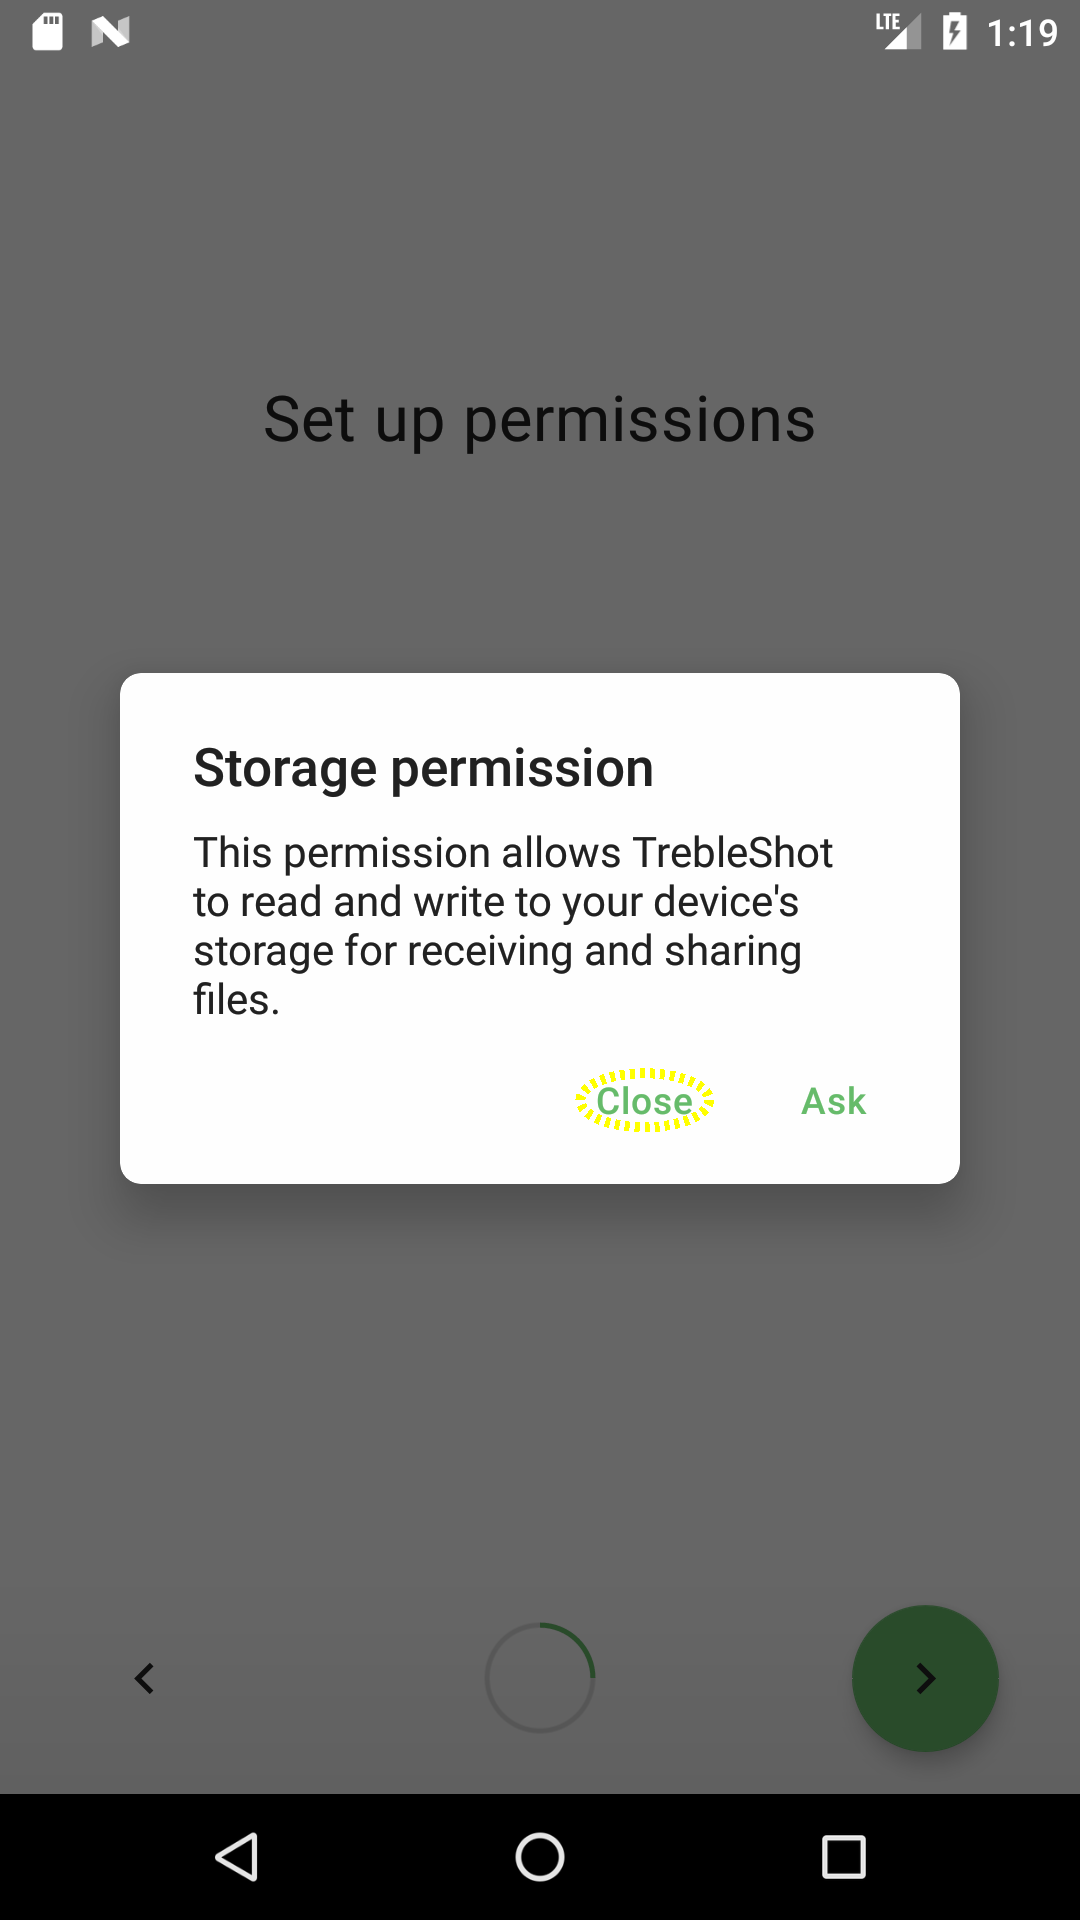 LTE 1:19
Set up permissions
Storage permission
This permission allows TrebleShot
to read and write to your device's
storage for receiving and sharing
files.
Close Ask